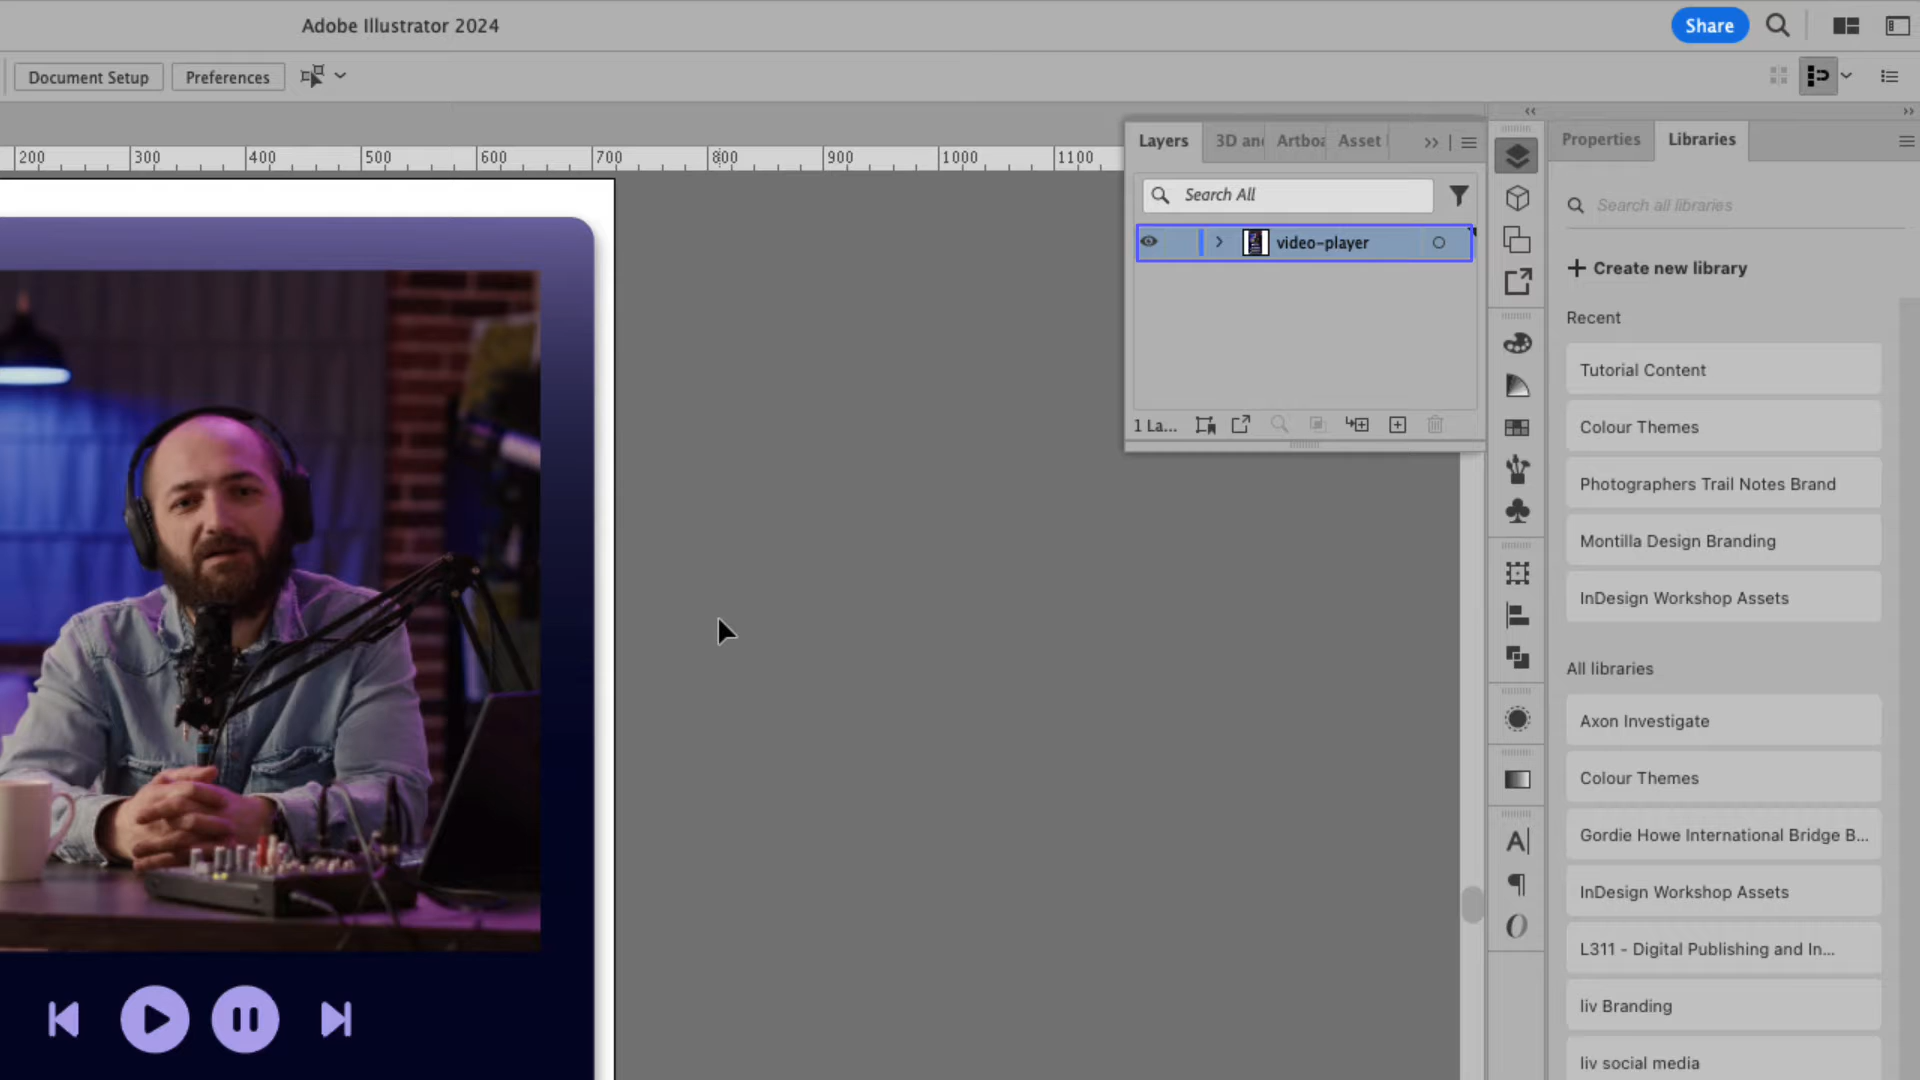 Adobe Illustrator 2024
Share
Document Setup
Preferences
200
300
400
500
600
700
800
900
1000
1100
Layers
3D an
Artboa
Asset
Search All
video-player
1 La...
Properties
Libraries
Search all libraries
Create new library
Recent
Tutorial Content
Colour Themes
Photographers Trail Notes Brand
Montilla Design Branding
InDesign Workshop Assets
All libraries
Axon Investigate
Colour Themes
Gordie Howe International Bridge B...
InDesign Workshop Assets
L311 - Digital Publishing and In...
liv Branding
liv social media